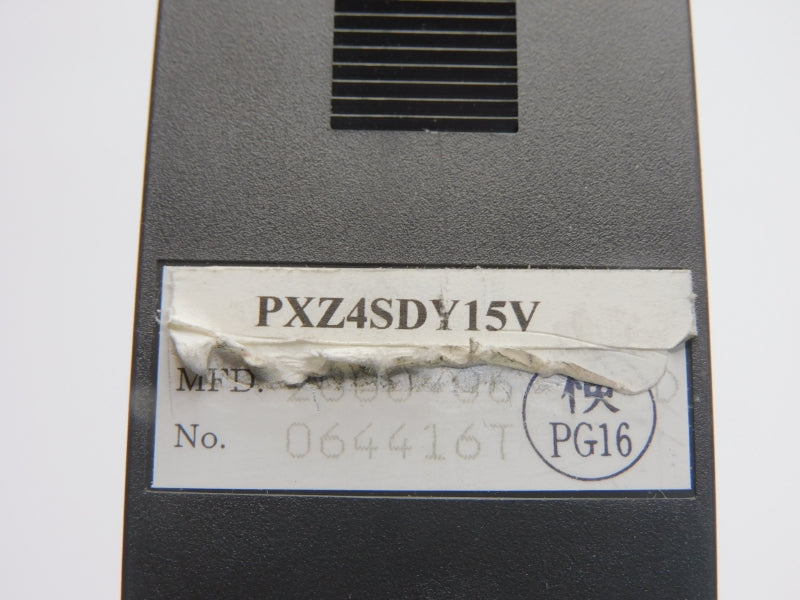 PXZ4SDY15V
MFD.
No. 064416T
検
PG16